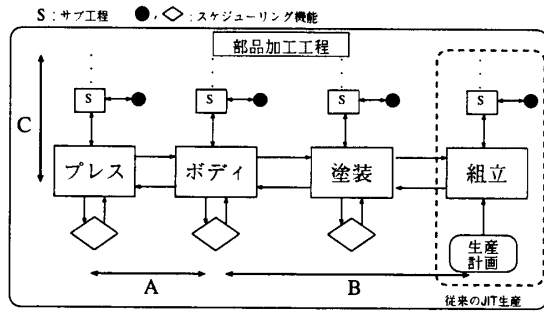 S：サブ工程　●,◇：スケジューリング機能
部品加工工程
S
S
S
S
C
プレス
ボディ
塗装
組立
生産
計画
A
B
従来のJIT生産